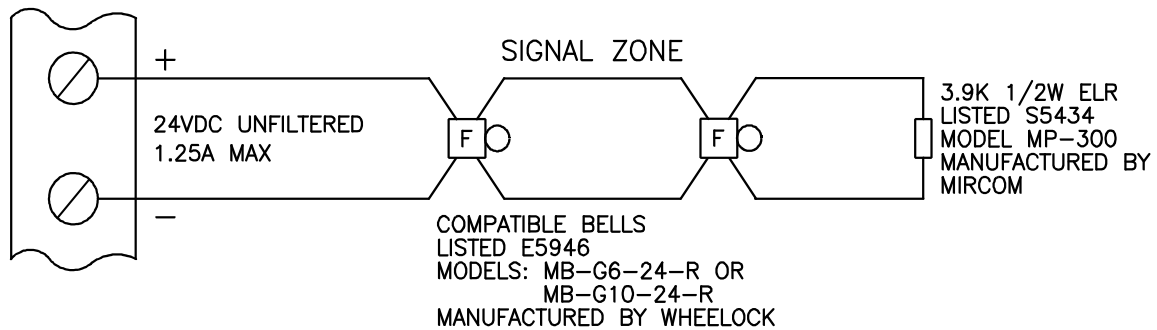 SIGNAL ZONE
+
24VDC UNFILTERED
1.25A MAX
−
F
F
3.9K 1/2W ELR
LISTED S5434
MODEL MP−300
MANUFACTURED BY
MIRCOM
COMPATIBLE BELLS
LISTED E5946
MODELS: MB−G6−24−R OR
MB−G10−24−R
MANUFACTURED BY WHEELOCK